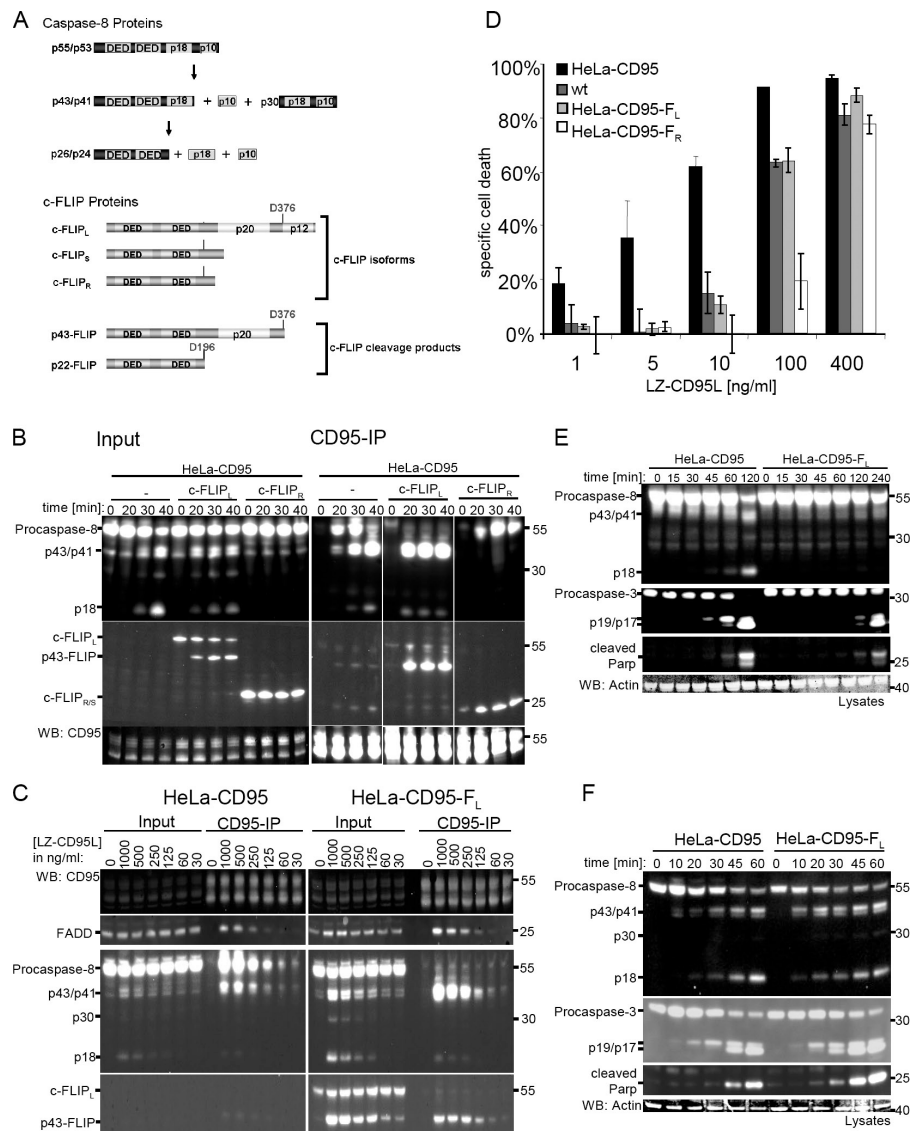 A
Caspase-8 Proteins
p55/p53 DED DED p18 p10
p43/p41 DED DED p18 + p10 + p30 p18 p10
p26/p24 DED DED + p18 + p10
c-FLIP Proteins
D376
c-FLIPL DED DED p20 p12
c-FLIPS DED DED
c-FLIPR DED DED
c-FLIP isoforms
D376
p43-FLIP DED DED p20
D196
p22-FLIP DED DED
c-FLIP cleavage products
D
specific cell death
100%
80%
60%
40%
20%
0%
HeLa-CD95
wt
HeLa-CD95-FL
HeLa-CD95-FR
1 5 10 100 400
LZ-CD95L [ng/ml]
B
Input CD95-IP
HeLa-CD95 HeLa-CD95
- c-FLIPL c-FLIPR - c-FLIPL c-FLIPR
time [min] 0 20 30 40 0 20 30 40 0 20 30 40 0 20 30 40 0 20 30 40 0 20 30 40
Procaspase-8 55
p43/p41
30
p18
c-FLIPL 55
p43-FLIP
c-FLIPR/S 25
WB: CD95 55
C
HeLa-CD95 HeLa-CD95-FL
Input CD95-IP Input CD95-IP
[LZ-CD95L] in ng/ml:
0 1000 500 250 125 60 30 0 1000 500 250 125 60 30 0 1000 500 250 125 60 30 0 1000 500 250 125 60 30
WB: CD95 55
FADD 25
Procaspase-8 55
p43/p41
p30 30
p18
c-FLIPL 55
p43-FLIP
E
HeLa-CD95 HeLa-CD95-FL
time [min] 0 15 30 45 60 120 0 15 30 45 60 120 240
Procaspase-8 55
p43/p41
30
p18
Procaspase-3 30
p19/p17
cleaved Parp 25
WB: Actin 40
Lysates
F
HeLa-CD95 HeLa-CD95-FL
time [min]: 0 10 20 30 45 60 0 10 20 30 45 60
Procaspase-8 55
p43/p41
p30 30
p18
Procaspase-3 30
p19/p17
cleaved Parp 25
WB: Actin 40
Lysates